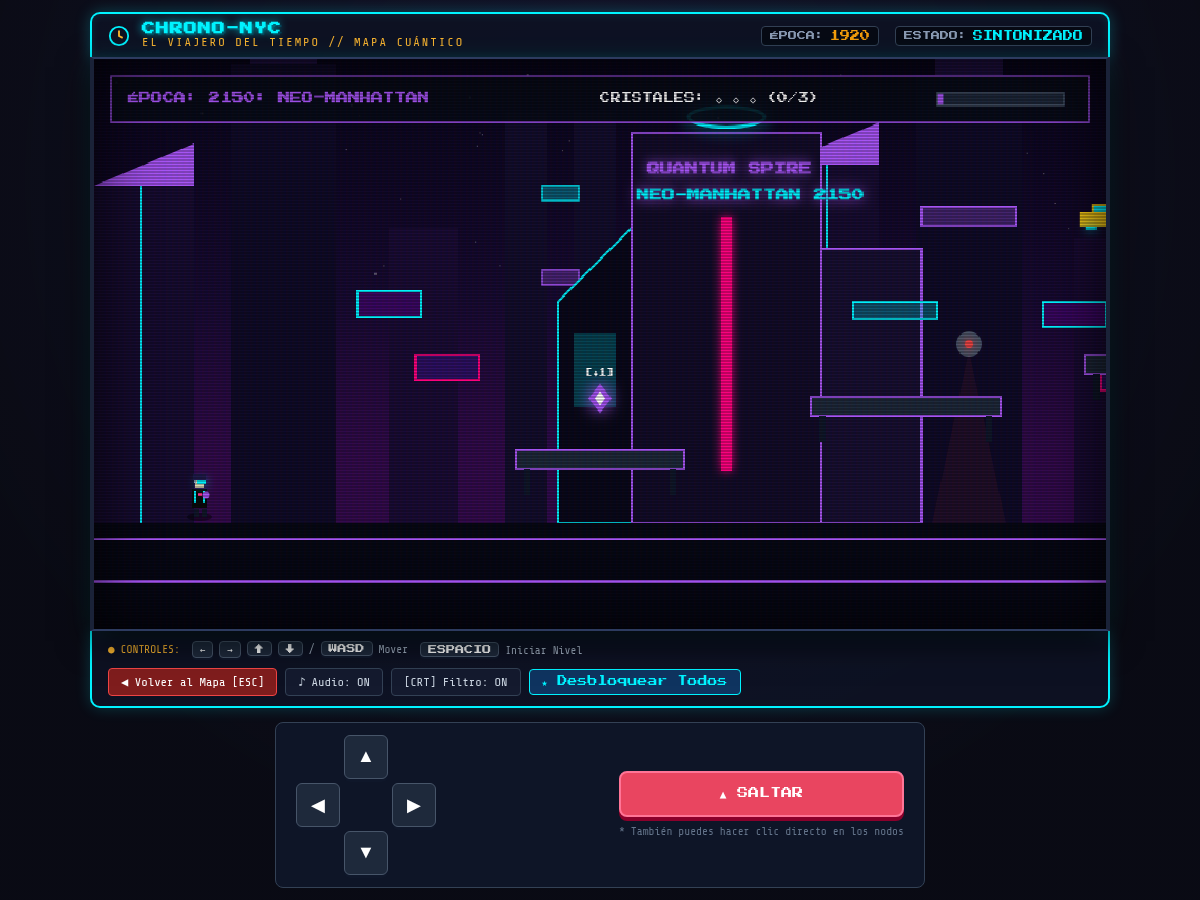 CHRONO-NYC
EL VIAJERO DEL TIEMPO // MAPA CUÁNTICO
ÉPOCA: 1920
ESTADO: SINTONIZADO
ÉPOCA: 2150: NEO-MANHATTAN
CRISTALES: ◇ ◇ ◇ (0/3)
QUANTUM SPIRE
NEO-MANHATTAN 2150
[↓i]
● CONTROLES: ← → ↑ ↓ / WASD Mover ESPACIO Iniciar Nivel
◀ Volver al Mapa [ESC]
♪ Audio: ON
[CRT] Filtro: ON
★ Desbloquear Todos
▲
◀ ▶
▼
▲ SALTAR
* También puedes hacer clic directo en los nodos